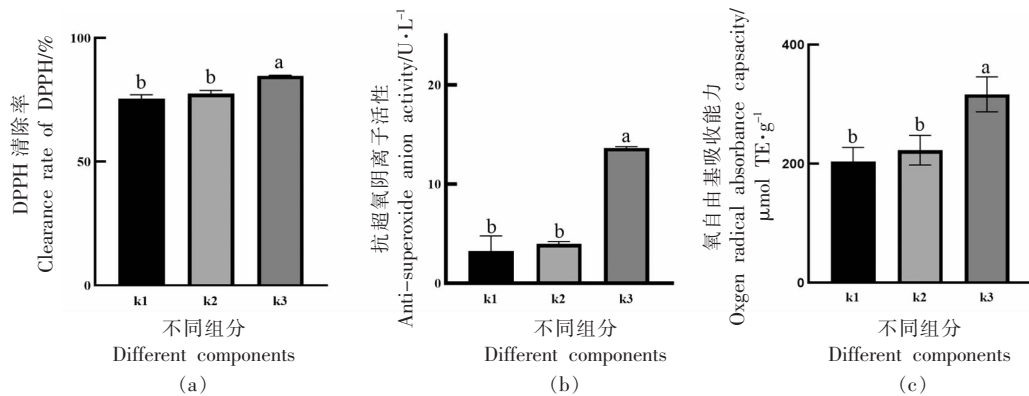 DPPH 清除率
Clearance rate of DPPH/%
100
50
0
b
b
a
k1
k2
k3
不同组分
Different components
(a)
抗超氧阴离子活性
Anti-superoxide anion activity/U·L⁻¹
20
10
0
b
b
a
k1
k2
k3
不同组分
Different components
(b)
氧自由基吸收能力
Oxgen radical absorbance capsacity/
μmol TE·g⁻¹
400
200
0
b
b
a
k1
k2
k3
不同组分
Different components
(c)